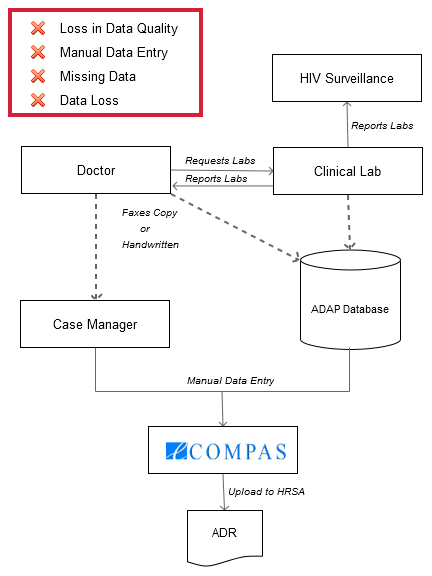 Loss in Data Quality
Manual Data Entry
Missing Data
Data Loss
HIV Surveillance
Reports Labs
Doctor
Requests Labs
Reports Labs
Clinical Lab
Faxes Copy
or
Handwritten
Case Manager
ADAP Database
Manual Data Entry
eCOMPAS
Upload to HRSA
ADR